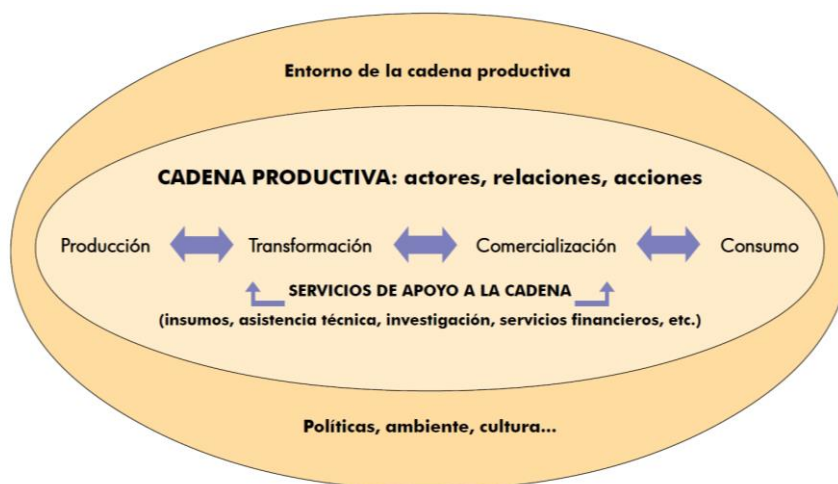 Entorno de la cadena productiva
CADENA PRODUCTIVA: actores, relaciones, acciones
Producción Transformación Comercialización Consumo
SERVICIOS DE APOYO A LA CADENA
(insumos, asistencia técnica, investigación, servicios financieros, etc.)
Políticas, ambiente, cultura...